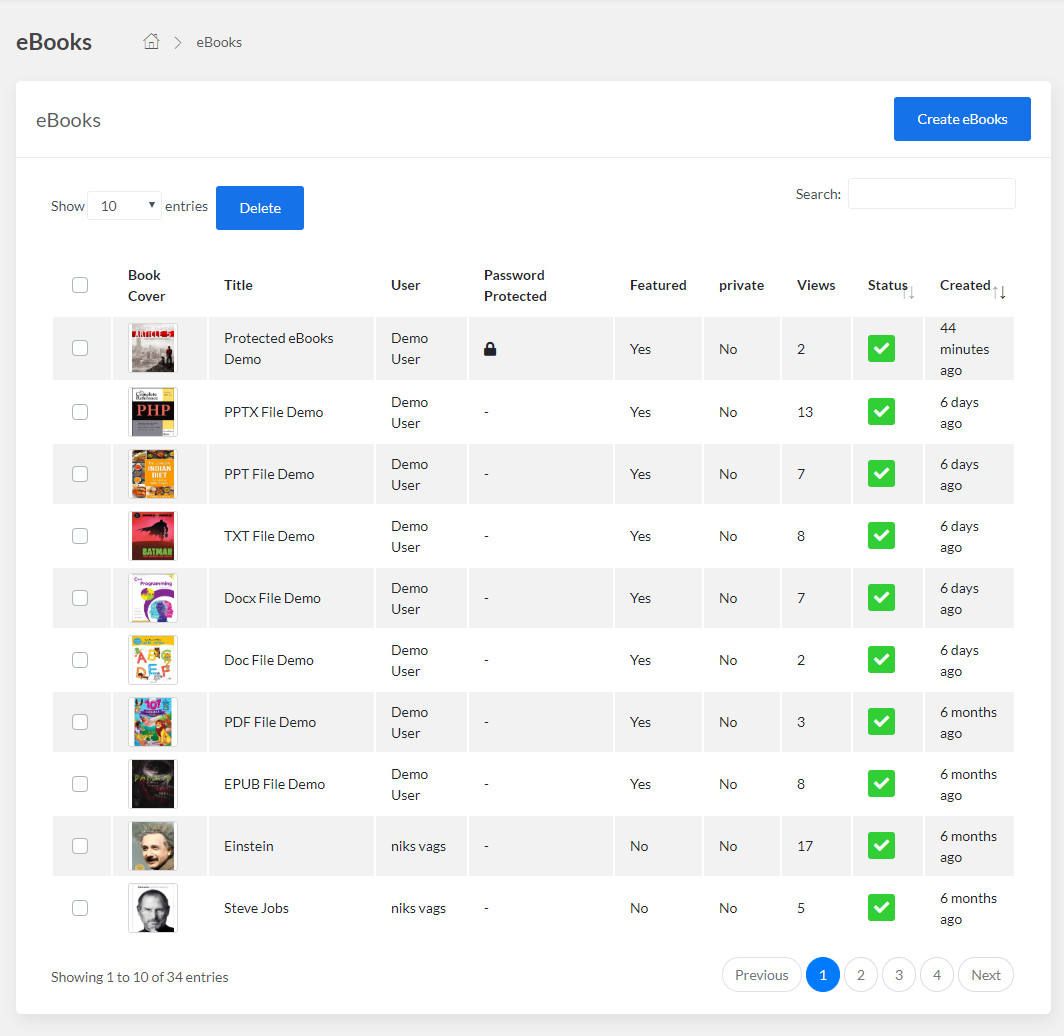 eBooks
eBooks
eBooks
Create eBooks
Show 10 entries
Delete
Search:
Book Cover
Title
User
Password Protected
Featured
private
Views
Status
Created
ARTICLE 5
Protected eBooks Demo
Demo User
Yes
No
2
44 minutes ago
PHP
PPTX File Demo
Demo User
-
Yes
No
13
6 days ago
INDIAN DIET
PPT File Demo
Demo User
-
Yes
No
7
6 days ago
BATMAN
TXT File Demo
Demo User
-
Yes
No
8
6 days ago
C++ Programming
Docx File Demo
Demo User
-
Yes
No
7
6 days ago
Doc File Demo
Demo User
-
Yes
No
2
6 days ago
101
PDF File Demo
Demo User
-
Yes
No
3
6 months ago
EPUB File Demo
Demo User
-
Yes
No
8
6 months ago
Einstein
niks vags
-
No
No
17
6 months ago
Steve Jobs
niks vags
-
No
No
5
6 months ago
Showing 1 to 10 of 34 entries
Previous 1 2 3 4 Next